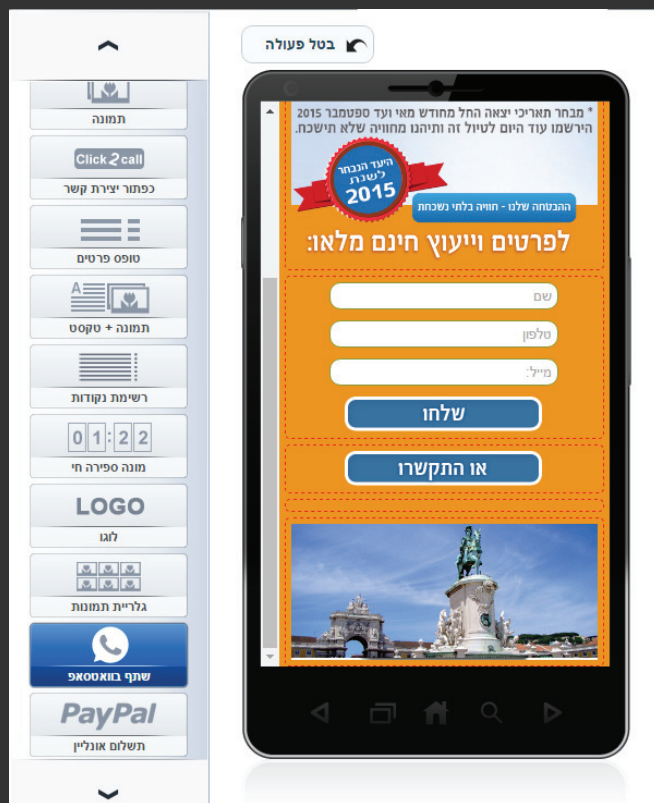 בטל פעולה
תמונה
Click 2 call
כפתור יצירת קשר
טופס פרטים
A
תמונה + טקסט
רשימת נקודות
01:22
מונה ספירה חי
LOGO
לוגו
גלריית תמונות
שתף בוואטסאפ
PayPal
תשלום אונליין
* מבחר תאריכי יציאה החל מחודש מאי ועד ספטמבר 2015
הירשמו עוד היום לטיול זה ותיהנו מחוויה שלא תישכח.
היעד הנבחר
לשנת
2015
ההבטחה שלנו - חוויה בלתי נשכחת
לפרטים וייעוץ חינם מלאו:
שם
טלפון
מייל:
שלחו
או התקשרו